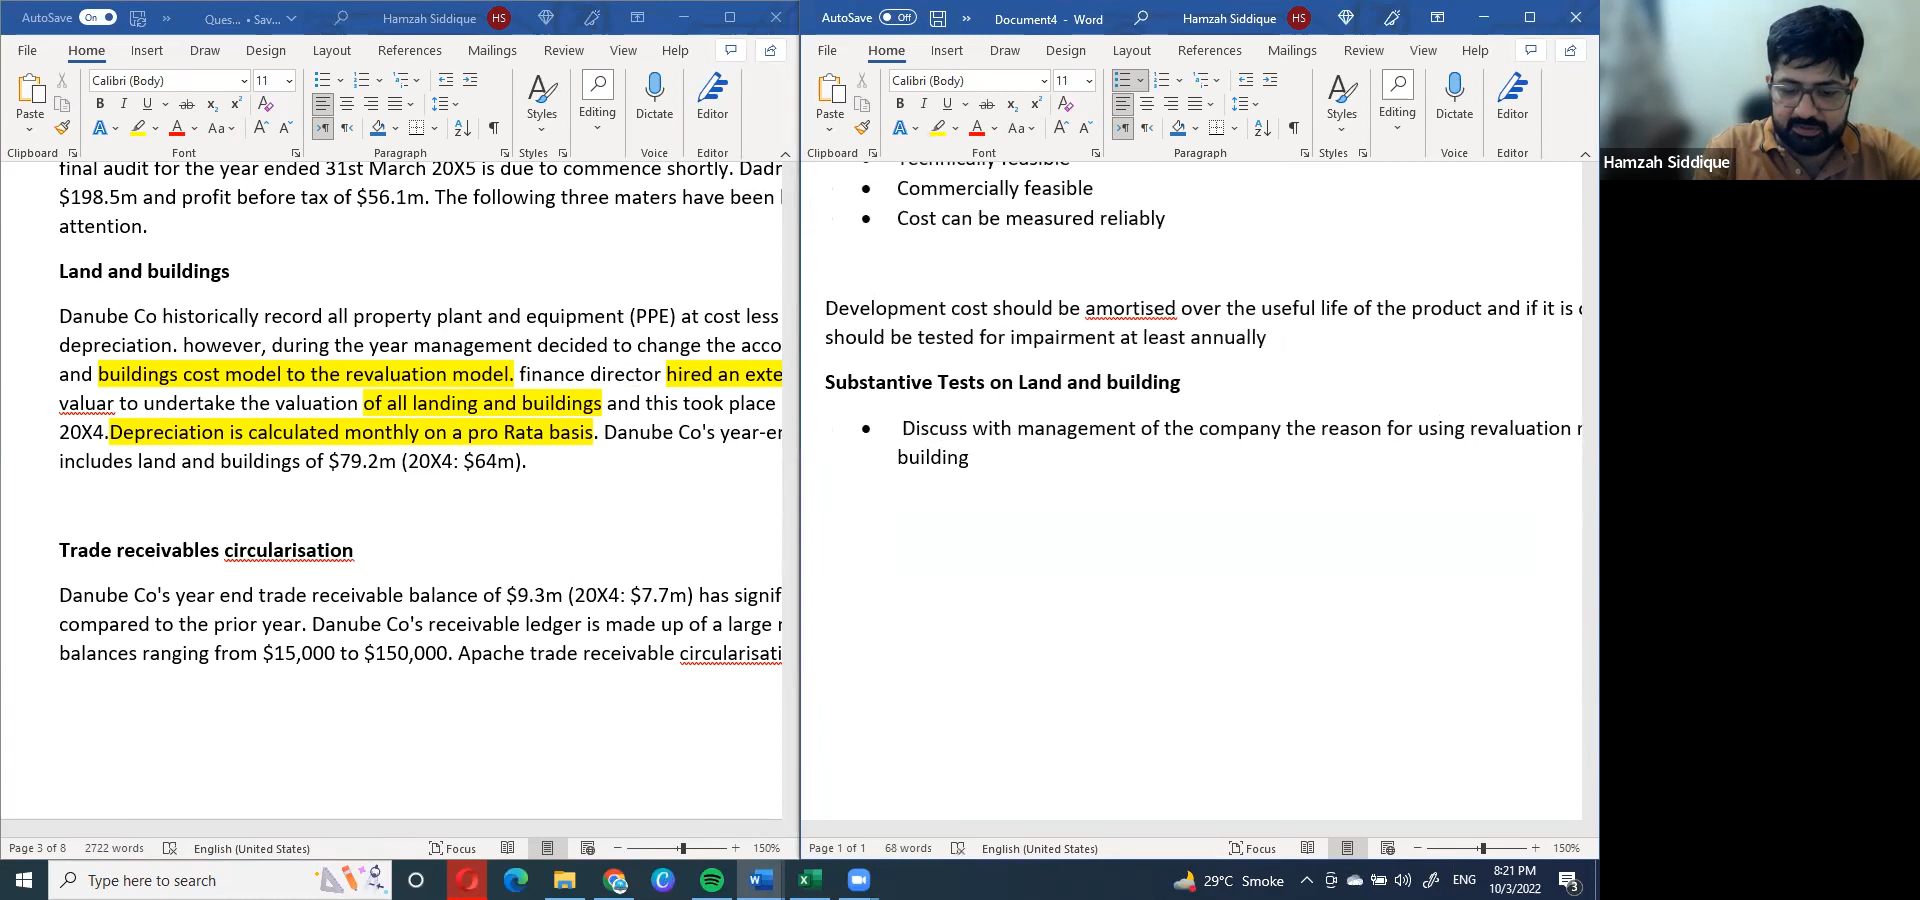 AutoSave On Ques... • Sav... Hamzah Siddique HS
File Home Insert Draw Design Layout References Mailings Review View Help
Calibri (Body) 11
Paste Styles Editing Dictate Editor
Clipboard Font Paragraph Styles Voice Editor
final audit for the year ended 31st March 20X5 is due to commence shortly.
$198.5m and profit before tax of $56.1m. The following three maters have been
attention.
Land and buildings
Danube Co historically record all property plant and equipment (PPE) at cost less
depreciation. however, during the year management decided to change the acco
and buildings cost model to the revaluation model. finance director hired an exte
valuar to undertake the valuation of all landing and buildings and this took place
20X4.Depreciation is calculated monthly on a pro Rata basis. Danube Co's year-en
includes land and buildings of $79.2m (20X4: $64m).
Trade receivables circularisation
Danube Co's year end trade receivable balance of $9.3m (20X4: $7.7m) has signif
compared to the prior year. Danube Co's receivable ledger is made up of a large
balances ranging from $15,000 to $150,000. Apache trade receivable circularisati
Page 3 of 8 2722 words English (United States) Focus 150%
AutoSave Off Document4 - Word Hamzah Siddique HS
File Home Insert Draw Design Layout References Mailings Review View Help
Calibri (Body) 11
Paste Styles Editing Dictate Editor
Clipboard Font Paragraph Styles Voice Editor
Technically feasible
Commercially feasible
Cost can be measured reliably
Development cost should be amortised over the useful life of the product and if it is
should be tested for impairment at least annually
Substantive Tests on Land and building
Discuss with management of the company the reason for using revaluation
building
Page 1 of 1 68 words English (United States) Focus 150%
Hamzah Siddique
Type here to search 29°C Smoke ENG 8:21 PM
10/3/2022 3